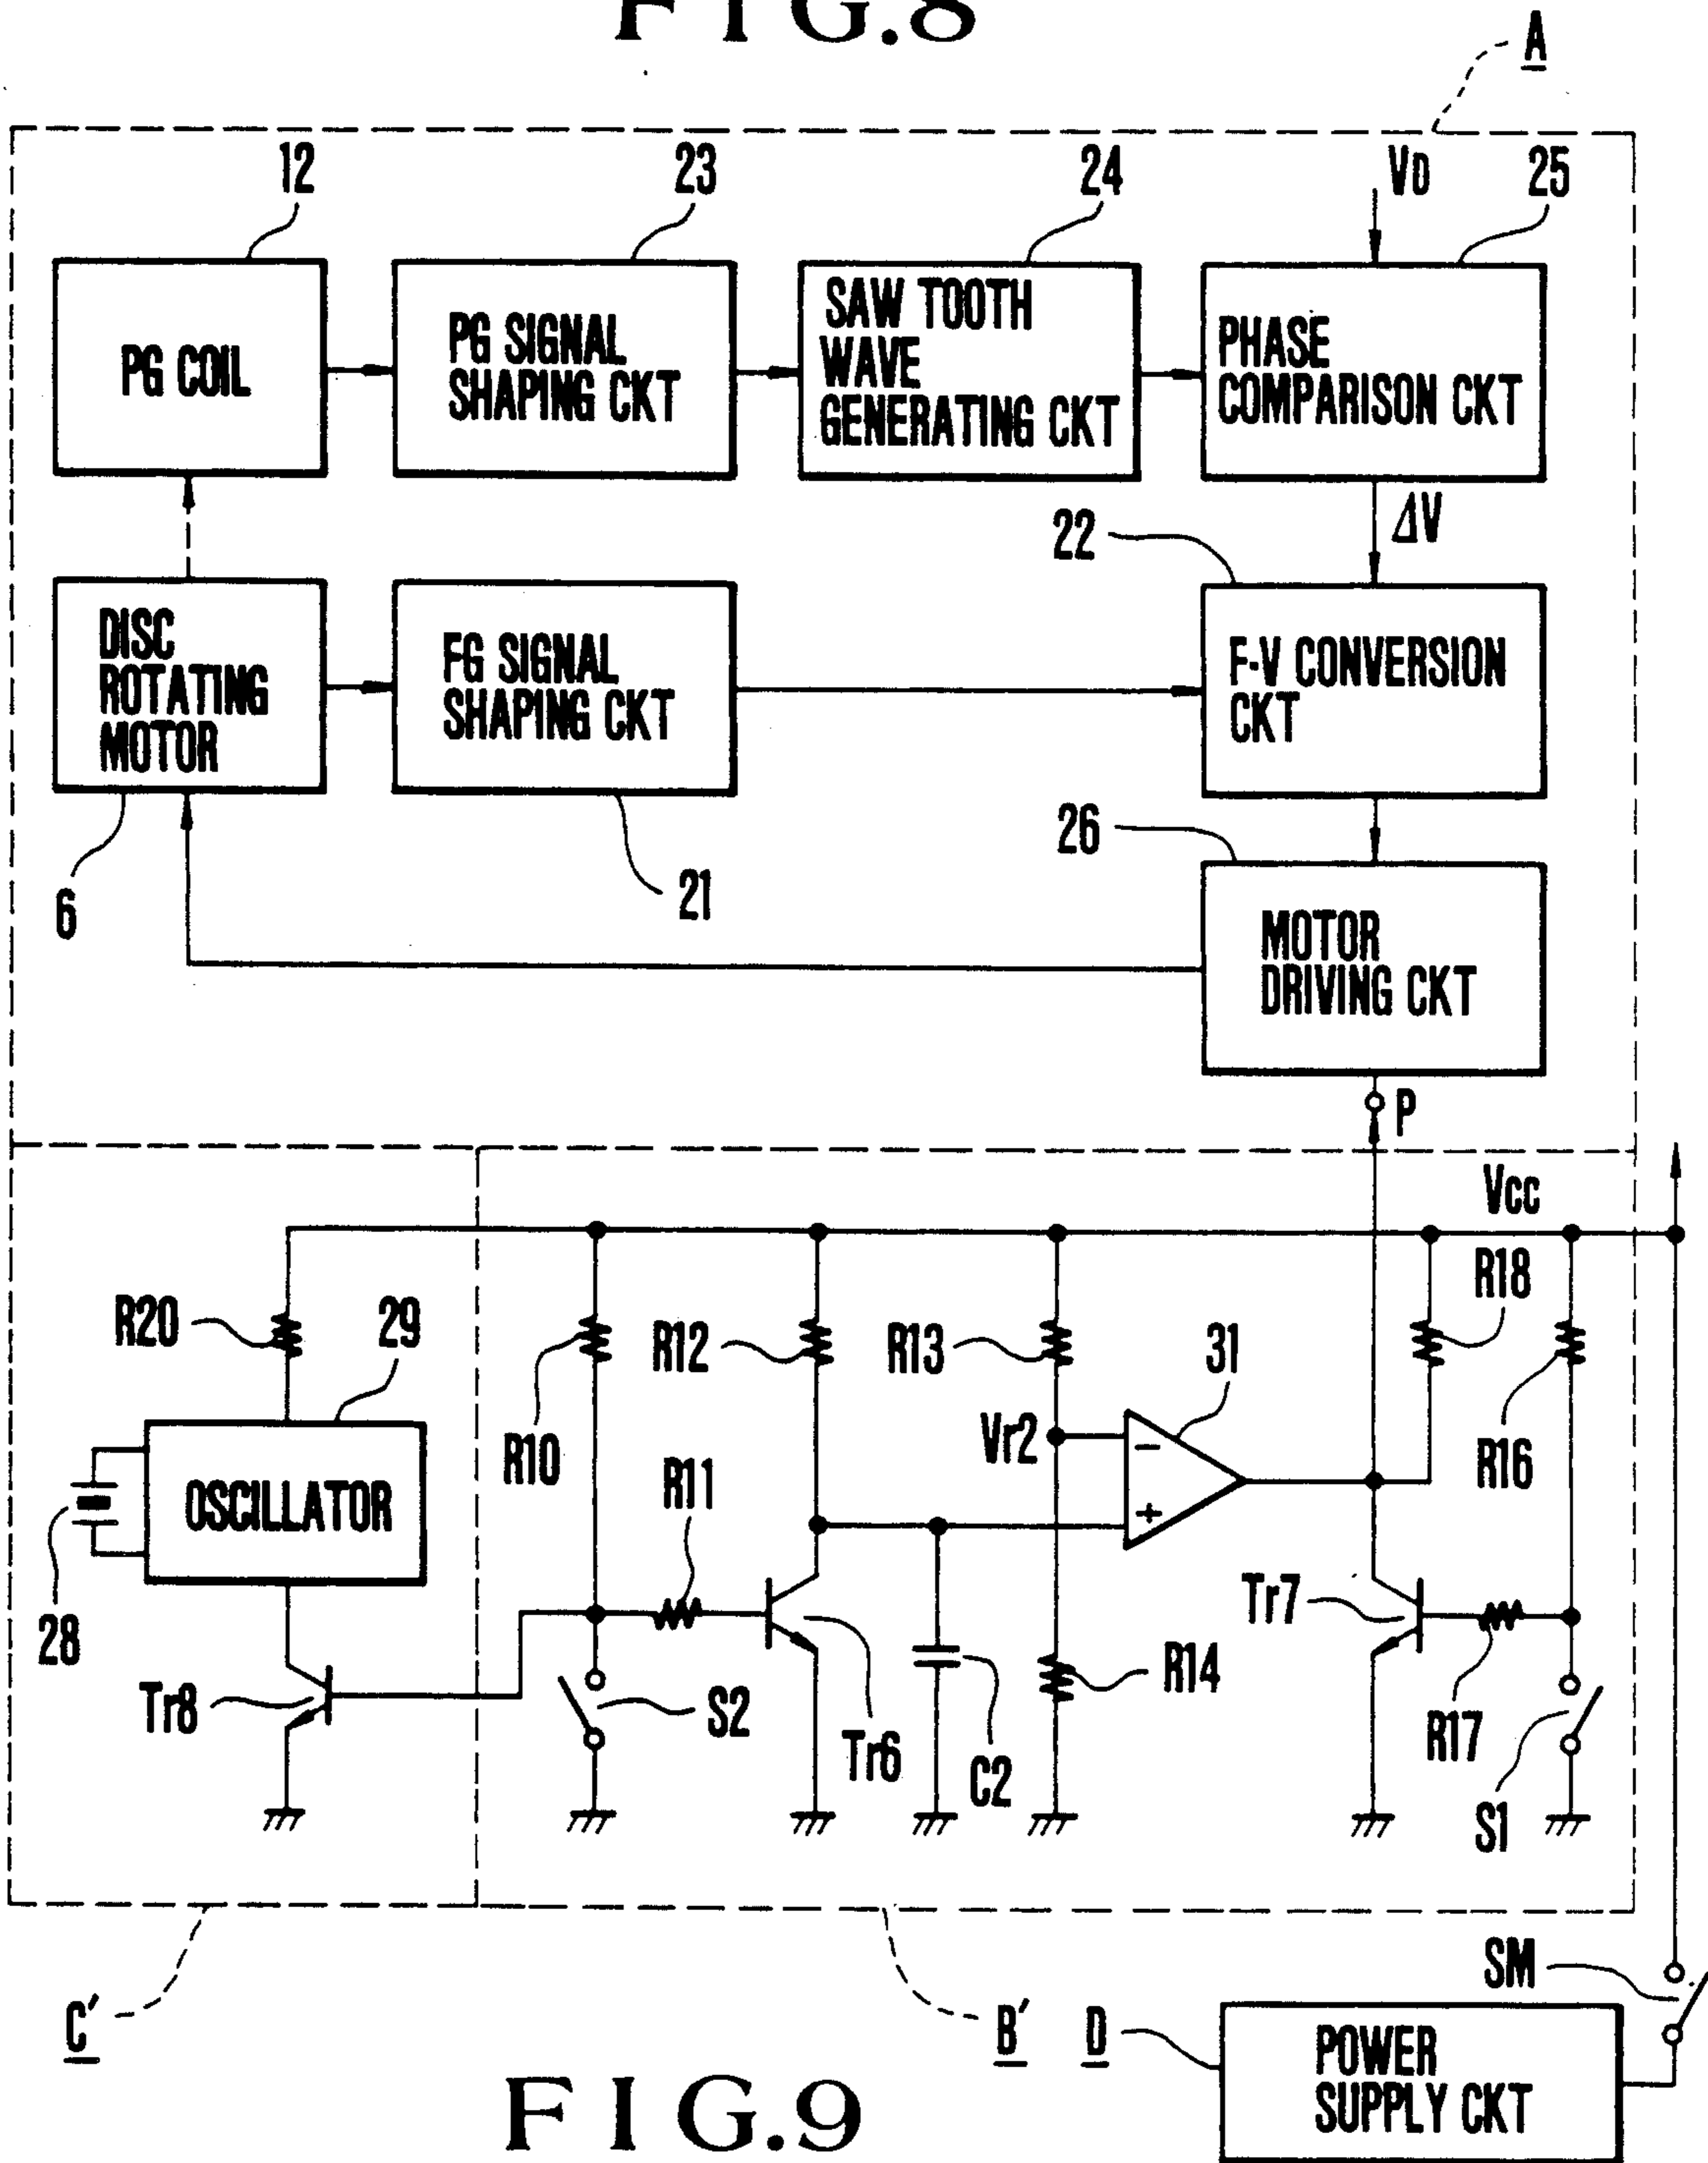 FIG.8
A
12
23
24
VD
25
PG COIL
PG SIGNAL
SHAPING CKT
SAW TOOTH
WAVE
GENERATING CKT
PHASE
COMPARISON CKT
22
ΔV
DISC
ROTATING
MOTOR
FG SIGNAL
SHAPING CKT
F-V CONVERSION
CKT
26
6
21
MOTOR
DRIVING CKT
P
Vcc
R20
29
R10
R12
R13
31
R18
R16
Vr2
R11
−
+
OSCILLATOR
28
Tr8
S2
Tr6
C2
R14
Tr7
R17
S1
SM
C'
B'
D
POWER
SUPPLY CKT
FIG.9